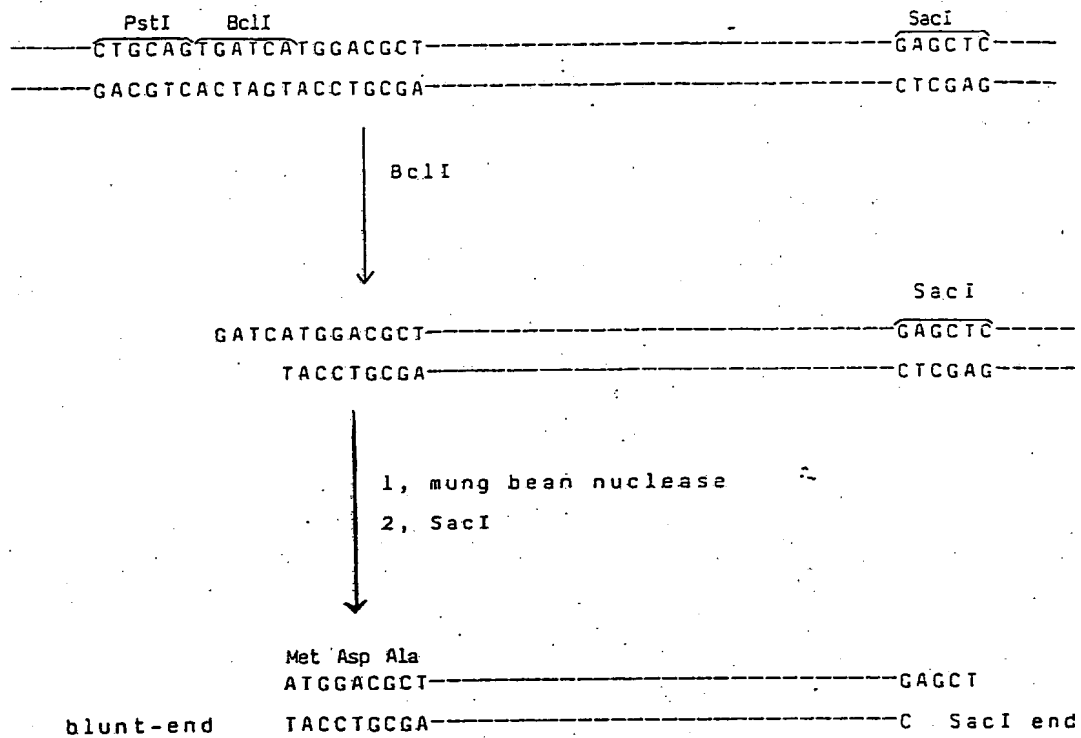 PstI BclI SacI
-----CTGCAGTGATCATGGACGCT--------------------GAGCTC----
-----GACGTCACTAGTACCTGCGA--------------------CTCGAG----
BclI
SacI
GATCATGGACGCT--------------------GAGCTC-----
TACCTGCGA--------------------CTCGAG-----
1, mung bean nuclease
2, SacI
Met Asp Ala
ATGGACGCT--------------------GAGCT
blunt-end TACCTGCGA--------------------C SacI end